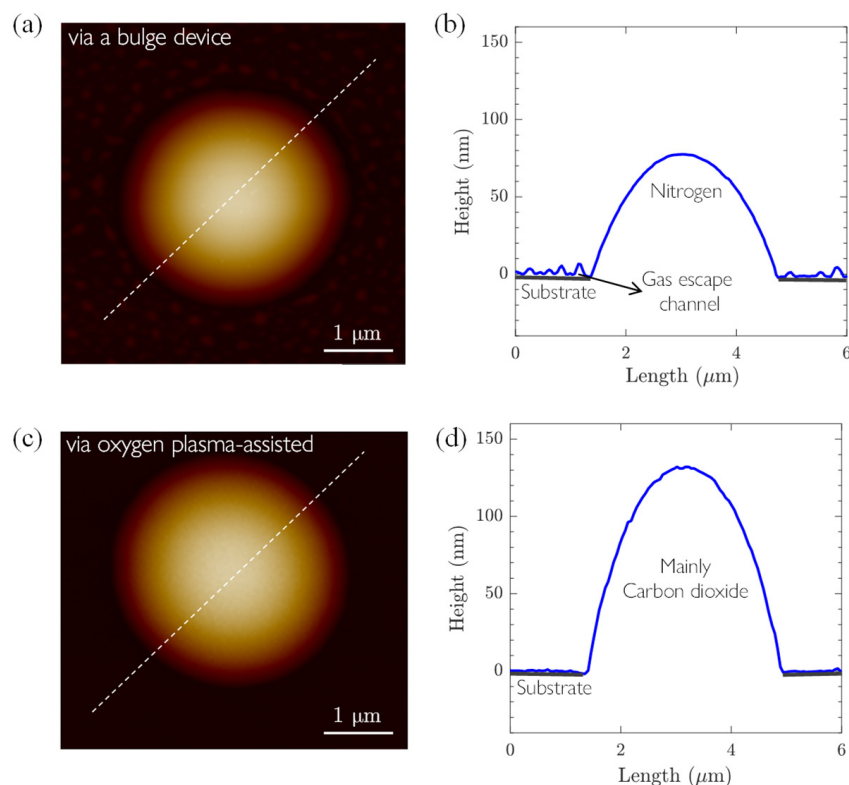 (a)
via a bulge device
1 μm
(b)
150
100
50
0
Height (nm)
Nitrogen
Substrate
Gas escape
channel
0
2
4
6
Length (μm)
(c)
via oxygen plasma-assisted
1 μm
(d)
150
100
50
0
Height (nm)
Mainly
Carbon dioxide
Substrate
0
2
4
6
Length (μm)